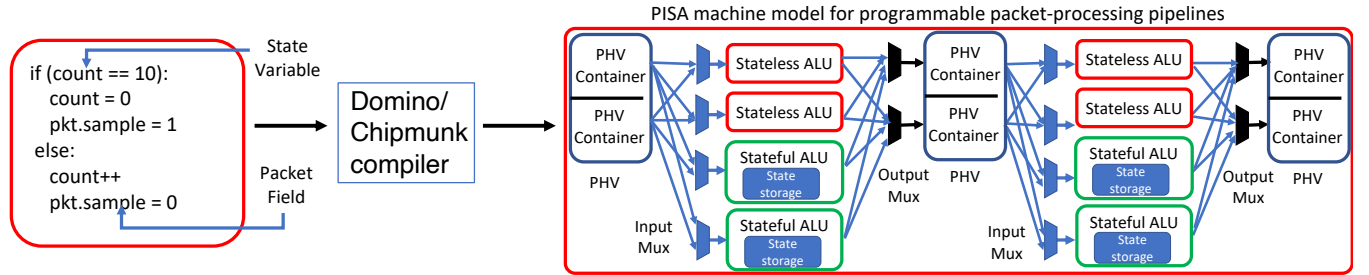 PISA machine model for programmable packet-processing pipelines
if (count == 10):
count = 0
pkt.sample = 1
else:
count++
pkt.sample = 0
State
Variable
Packet
Field
Domino/
Chipmunk
compiler
PHV
Container
PHV
Container
PHV
Input
Mux
Stateless ALU
Stateless ALU
Stateful ALU
State
storage
Stateful ALU
State
storage
Output
Mux
PHV
Container
PHV
Container
PHV
Input
Mux
Stateless ALU
Stateless ALU
Stateful ALU
State
storage
Stateful ALU
State
storage
Output
Mux
PHV
Container
PHV
Container
PHV